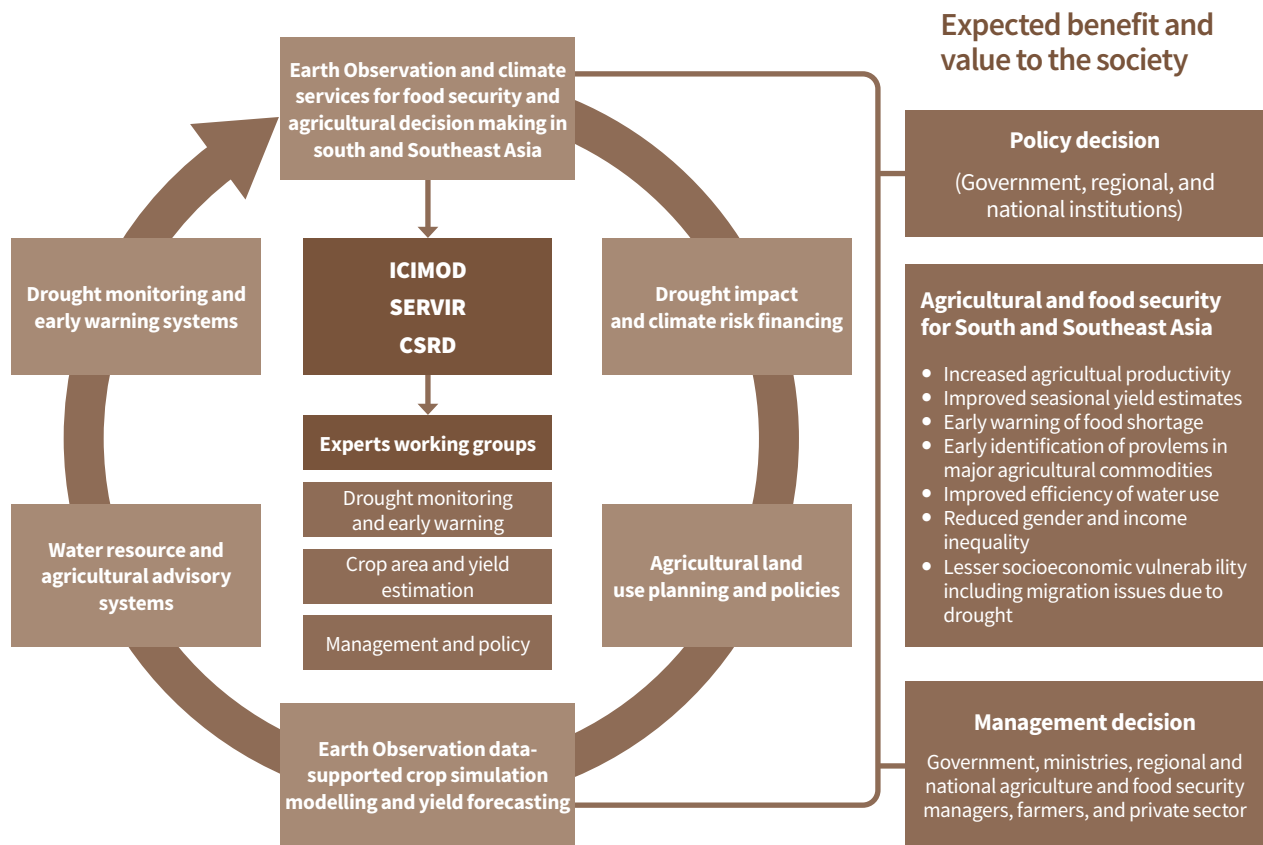 Expected benefit and
value to the society
Earth Observation and climate
services for food security and
agricultural decision making in
south and Southeast Asia
ICIMOD
SERVIR
CSRD
Experts working groups
Drought monitoring
and early warning
Crop area and yield
estimation
Management and policy
Drought monitoring and
early warning systems
Water resource and
agricultural advisory
systems
Drought impact
and climate risk financing
Agricultural land
use planning and policies
Earth Observation data-
supported crop simulation
modelling and yield forecasting
Policy decision
(Government, regional, and
national institutions)
Agricultural and food security
for South and Southeast Asia
• Increased agricultual productivity
• Improved seasonal yield estimates
• Early warning of food shortage
• Early identification of provlems in
major agricultural commodities
• Improved efficiency of water use
• Reduced gender and income
inequality
• Lesser socioeconomic vulnerab ility
including migration issues due to
drought
Management decision
Government, ministries, regional and
national agriculture and food security
managers, farmers, and private sector